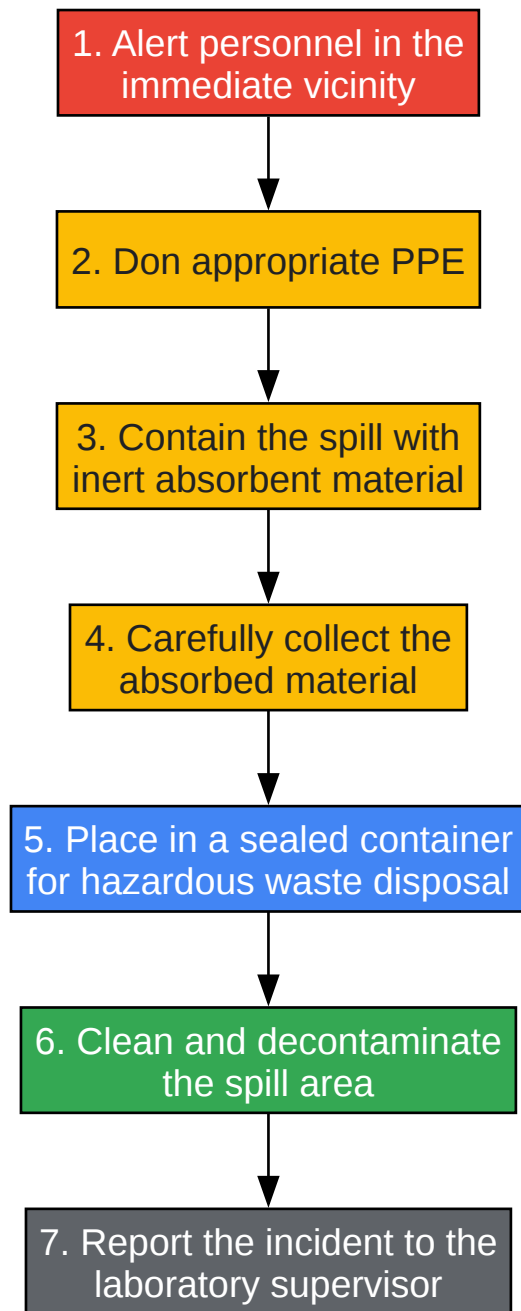 1. Alert personnel in the
immediate vicinity
2. Don appropriate PPE
3. Contain the spill with
inert absorbent material
4. Carefully collect the
absorbed material
5. Place in a sealed container
for hazardous waste disposal
6. Clean and decontaminate
the spill area
7. Report the incident to the
laboratory supervisor